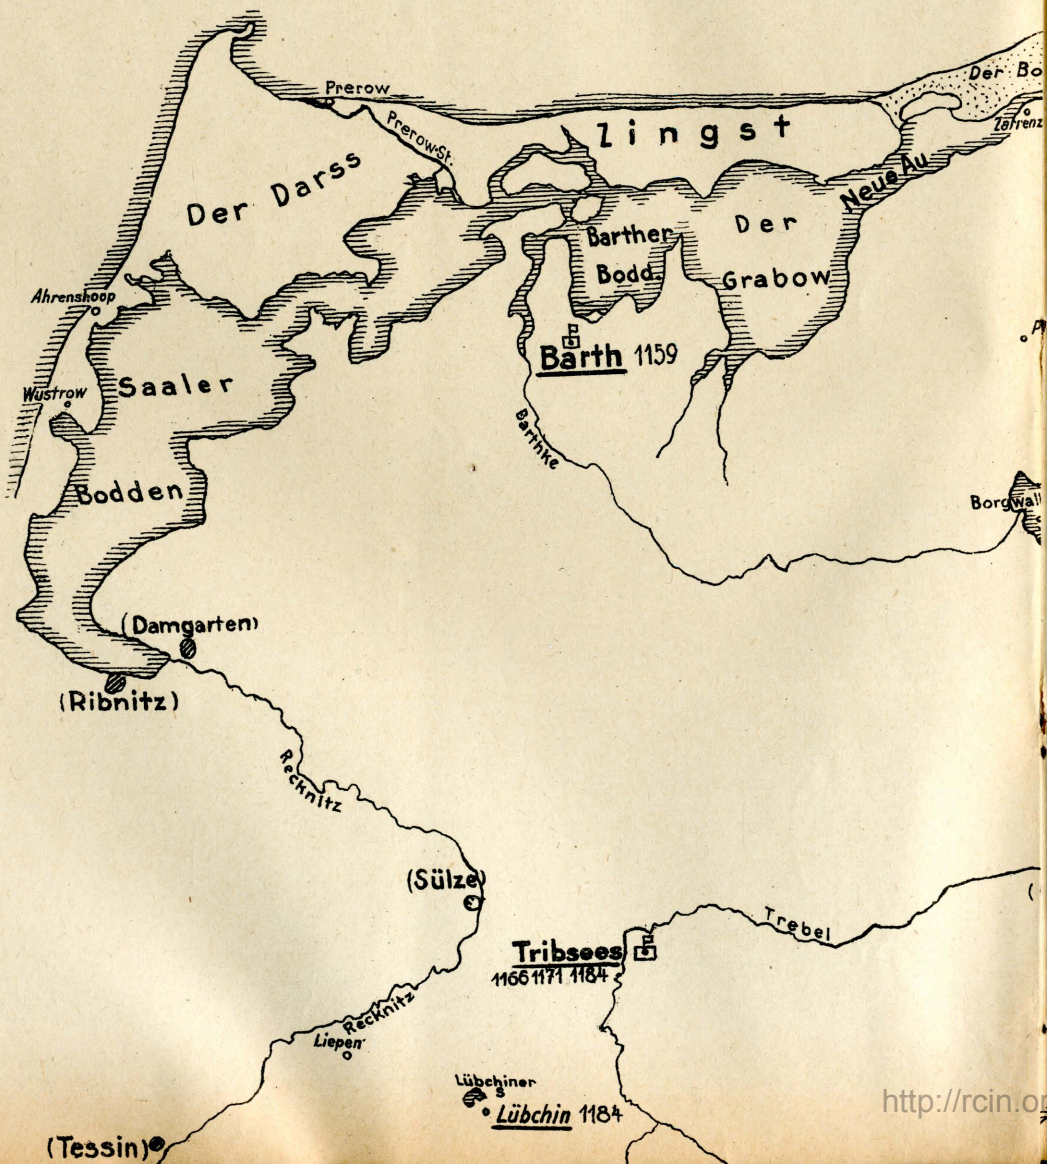 Der Bo
Prerow
Zarrenz
Prerow-St.
Zingst
Der Darss
Neue Au
Der
Grabow
Barther
Bodd.
Ahrenshoop
Barth 1159
Saaler
Wustrow
Barthke
Bodden
Borgwall
(Damgarten)
(Ribnitz)
Recknitz
(Sülze)
Trebel
Tribsees
1166 1171 1184
Recknitz
Liepen
Lübchiner
S
Lübchin 1184
http://rcin.or
(Tessin)